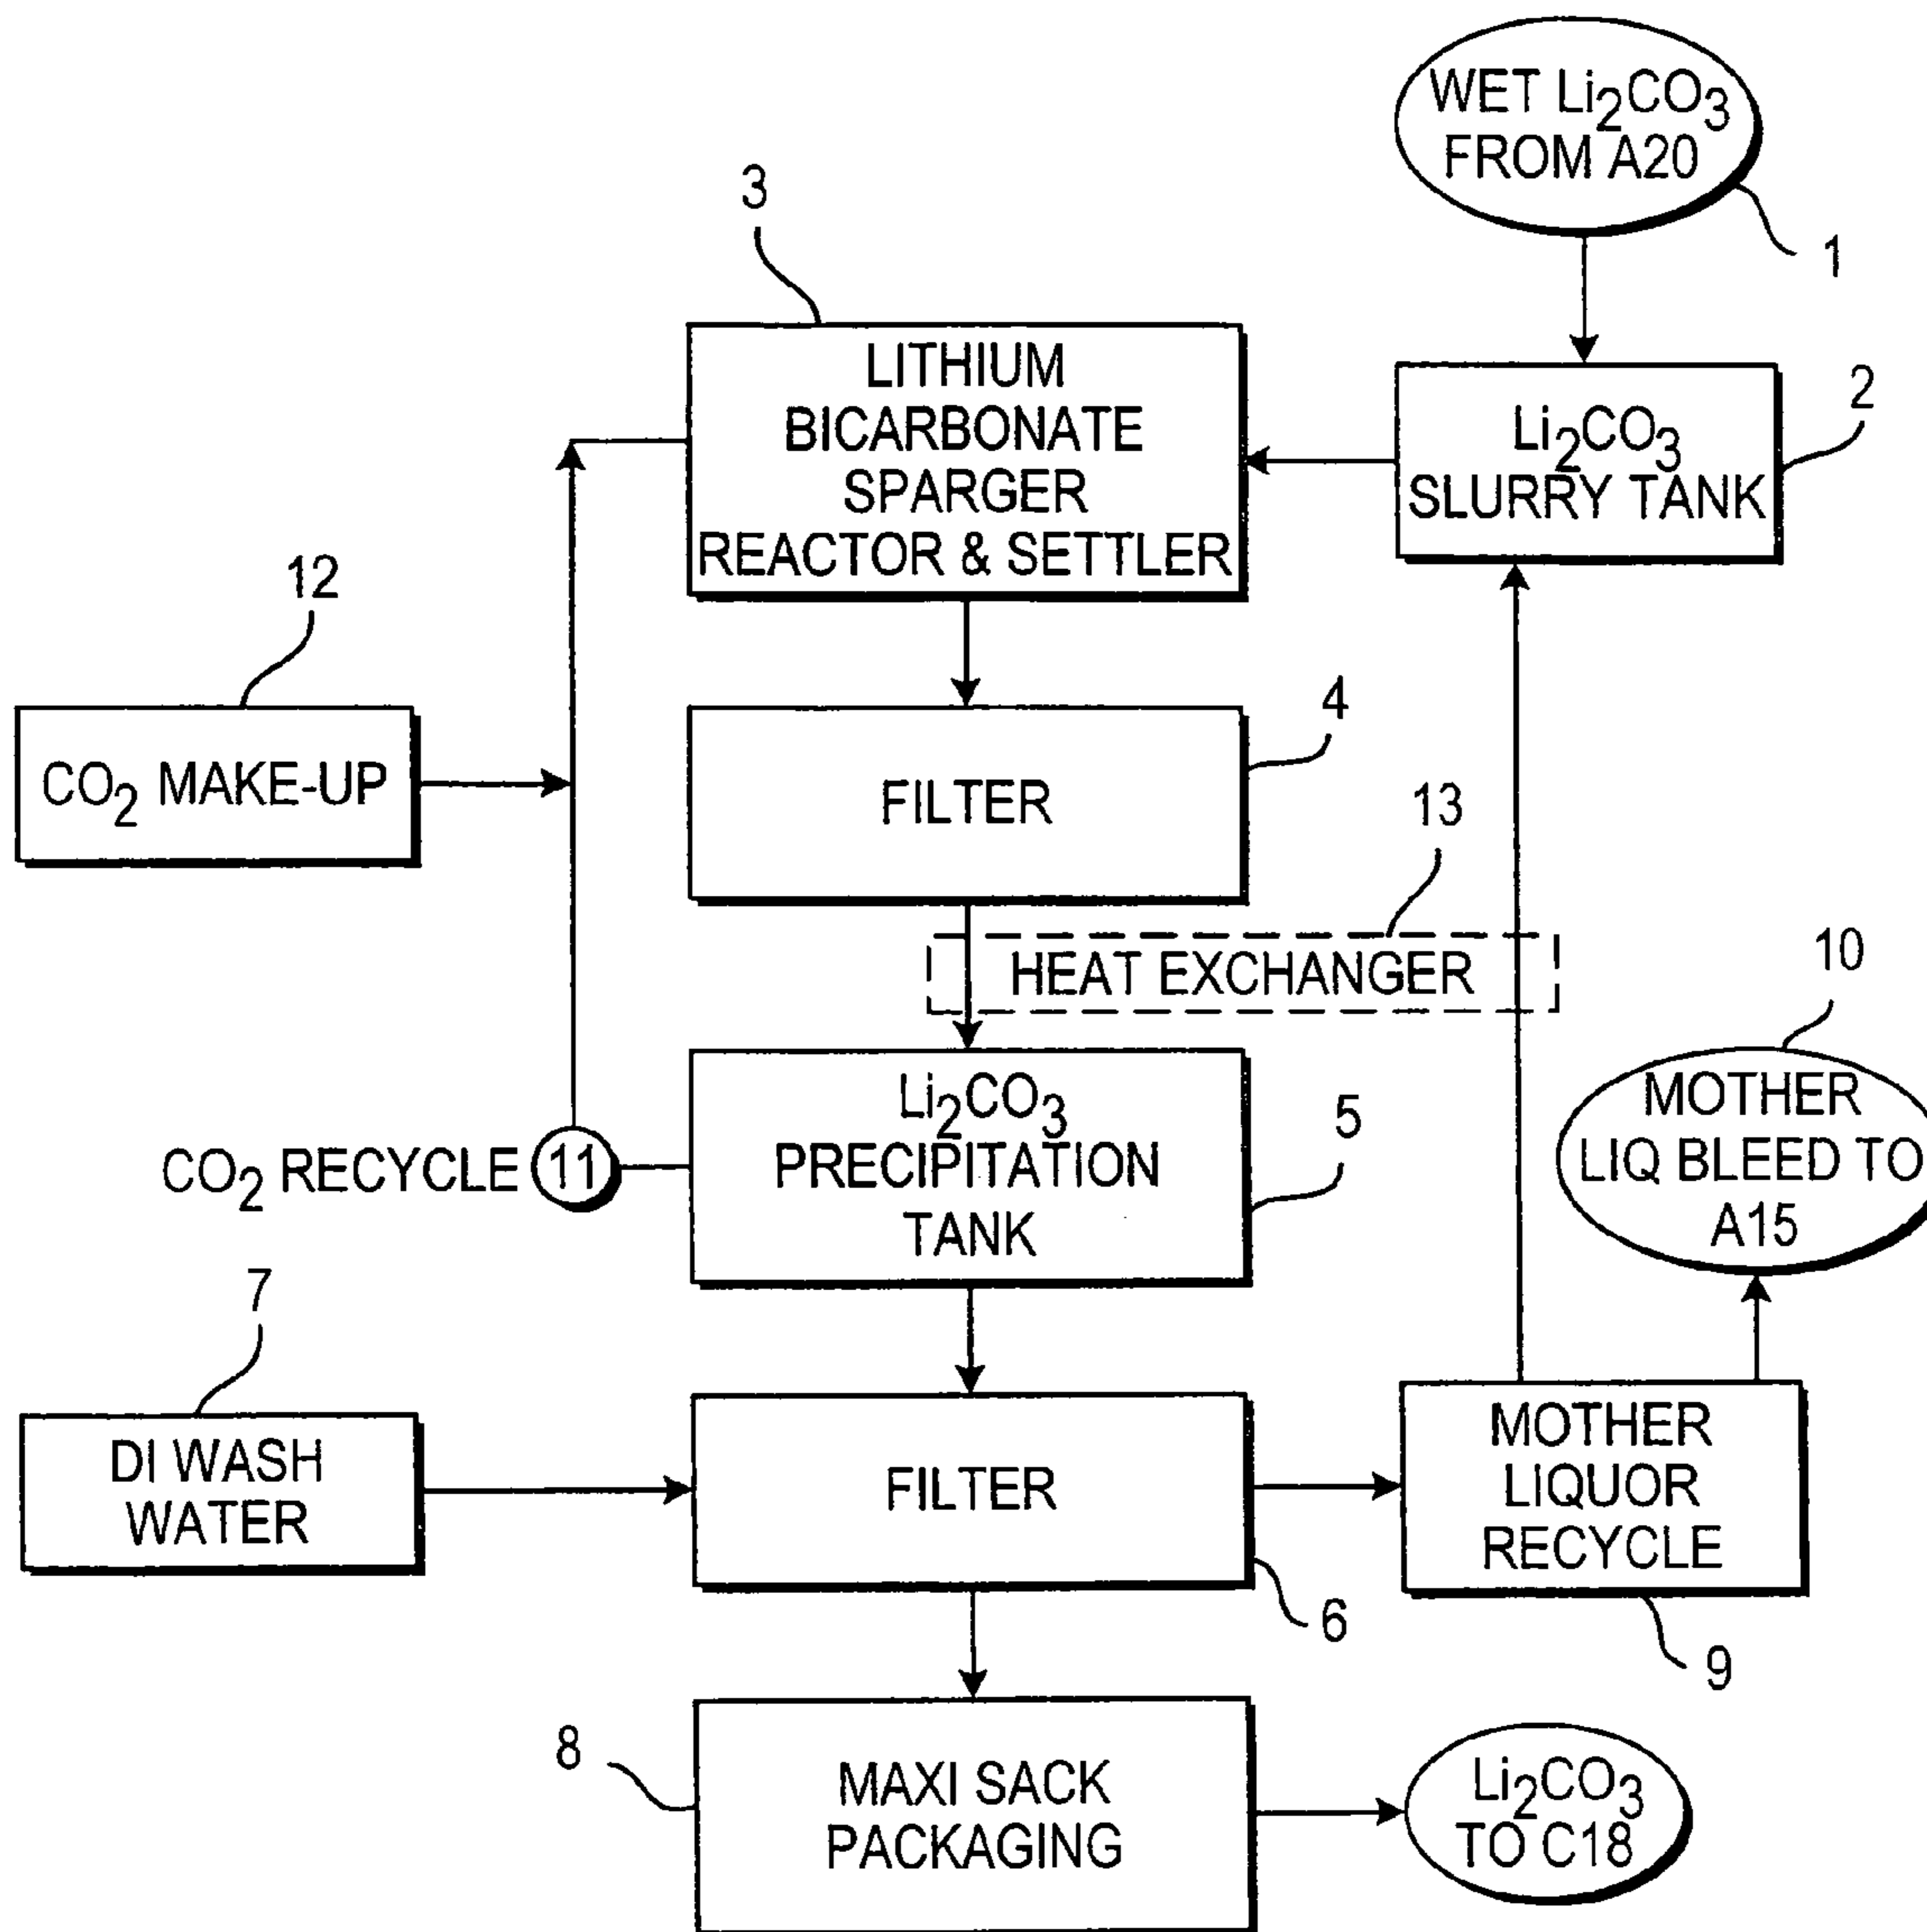 WET Li2CO3
FROM A20
1
3
LITHIUM
BICARBONATE
SPARGER
REACTOR & SETTLER
Li2CO3
SLURRY TANK
2
12
CO2 MAKE-UP
4
FILTER
13
HEAT EXCHANGER
10
MOTHER
LIQ BLEED TO
A15
Li2CO3
PRECIPITATION
TANK
5
CO2 RECYCLE 11
7
DI WASH
WATER
FILTER
6
MOTHER
LIQUOR
RECYCLE
9
8
MAXI SACK
PACKAGING
Li2CO3
TO C18